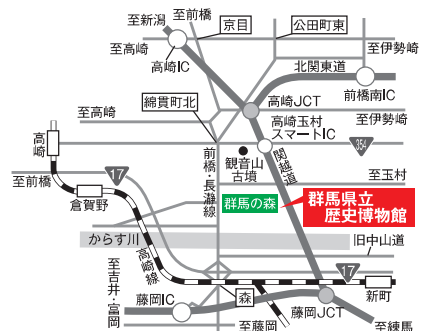 至新潟
至前橋
京目
公田町東
至高崎
高崎IC
至伊勢崎
北関東道
前橋南IC
高崎JCT
至伊勢崎
綿貫町北
至高崎
高崎玉村
スマートIC
高崎
354
観音山
古墳
関越道
前橋・長瀞線
17
至前橋
至玉村
倉賀野
群馬の森
群馬県立
歴史博物館
からす川
高崎線
旧中山道
17
至吉井・富岡
新町
森
藤岡IC
藤岡JCT
至藤岡
至練馬